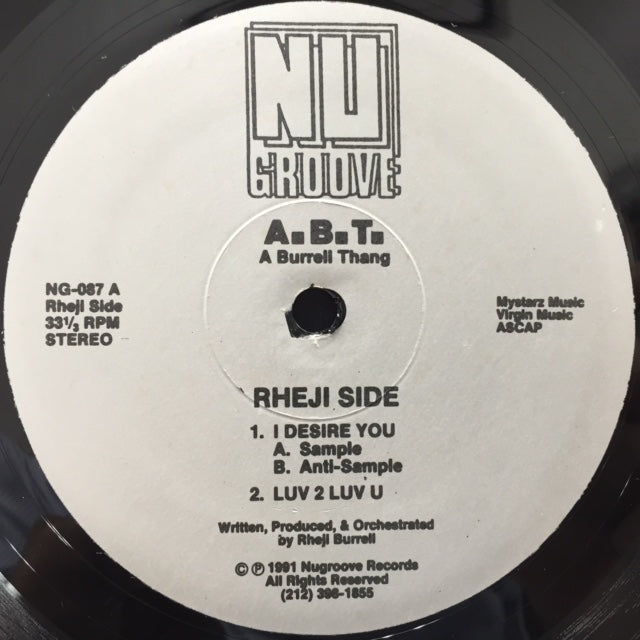 NU
GROOVE
A.B.T.
A Burrell Thang
NG-087 A
Rheji Side
33⅓ RPM
STEREO
Mystarz Music
Virgin Music
ASCAP
RHEJI SIDE
1. I DESIRE YOU
A. Sample
B. Anti-Sample
2. LUV 2 LUV U
Written, Produced, & Orchestrated
by Rheji Burrell
© ℗ 1991 Nugroove Records
All Rights Reserved
(212) 398-1855